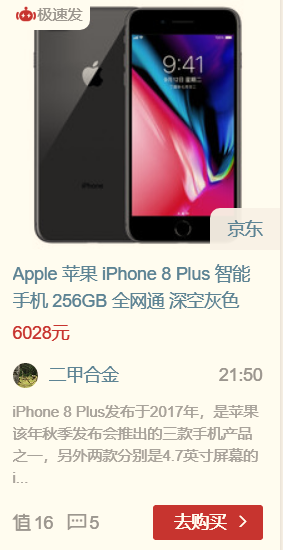 极速发
9:41
iPhone
京东
Apple 苹果 iPhone 8 Plus 智能
手机 256GB 全网通 深空灰色
6028元
二甲合金 21:50
iPhone 8 Plus发布于2017年，是苹果
该年秋季发布会推出的三款手机产品
之一，另外两款分别是4.7英寸屏幕的
i...
值 16 5 去购买